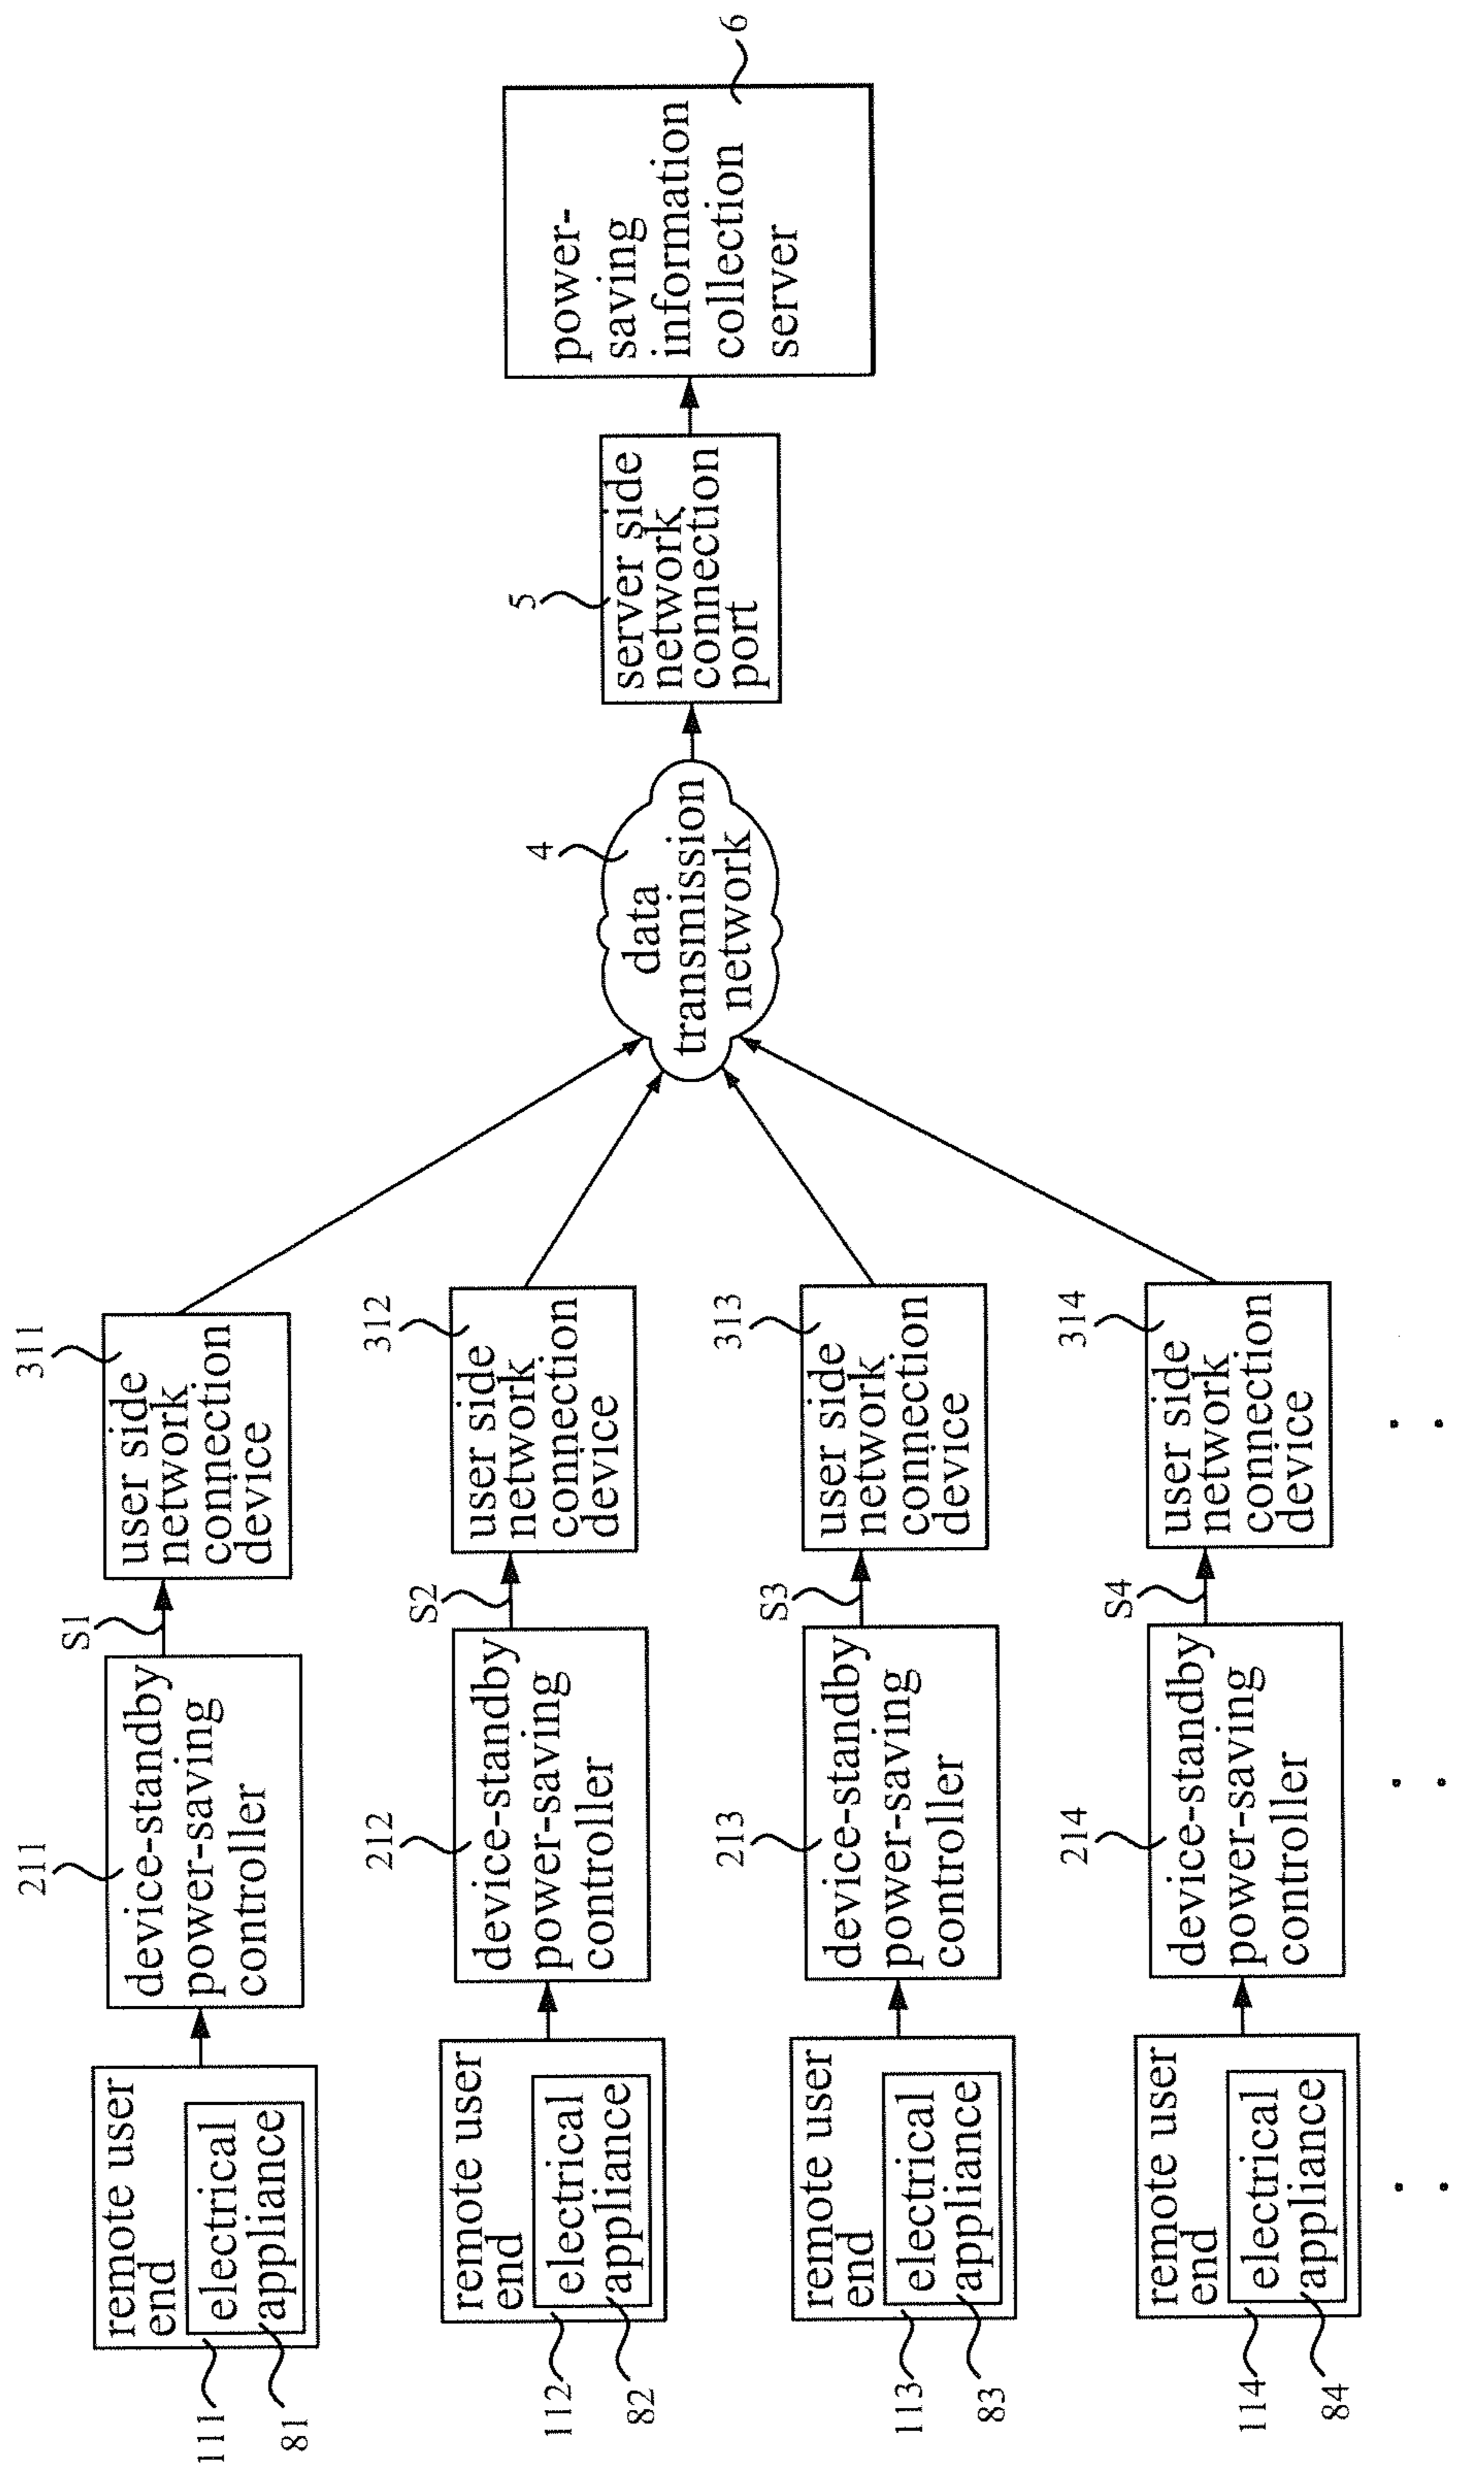 111
remote user
end
81
electrical
appliance
211
device-standby
power-saving
controller
S1
311
user side
network
connection
device
112
remote user
end
82
electrical
appliance
212
device-standby
power-saving
controller
S2
312
user side
network
connection
device
113
remote user
end
83
electrical
appliance
213
device-standby
power-saving
controller
S3
313
user side
network
connection
device
114
remote user
end
84
electrical
appliance
214
device-standby
power-saving
controller
S4
314
user side
network
connection
device
4
data
transmission
network
5
server side
network
connection
port
6
power-
saving
information
collection
server